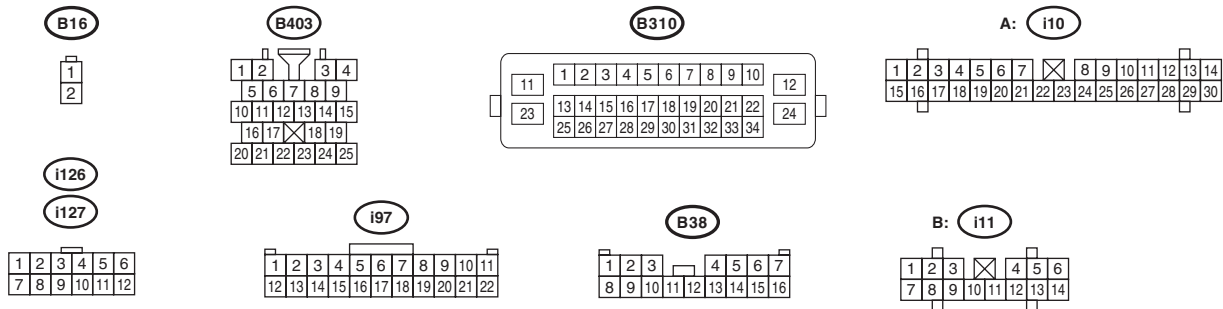 B16
1
2
B403
1 2 3 4
5 6 7 8 9
10 11 12 13 14 15
16 17 18 19
20 21 22 23 24 25
B310
11 1 2 3 4 5 6 7 8 9 10 12
23 13 14 15 16 17 18 19 20 21 22 24
25 26 27 28 29 30 31 32 33 34
A: i10
1 2 3 4 5 6 7 8 9 10 11 12 13 14
15 16 17 18 19 20 21 22 23 24 25 26 27 28 29 30
i126
i127
1 2 3 4 5 6
7 8 9 10 11 12
i97
1 2 3 4 5 6 7 8 9 10 11
12 13 14 15 16 17 18 19 20 21 22
B38
1 2 3 4 5 6 7
8 9 10 11 12 13 14 15 16
B: i11
1 2 3 4 5 6
7 8 9 10 11 12 13 14